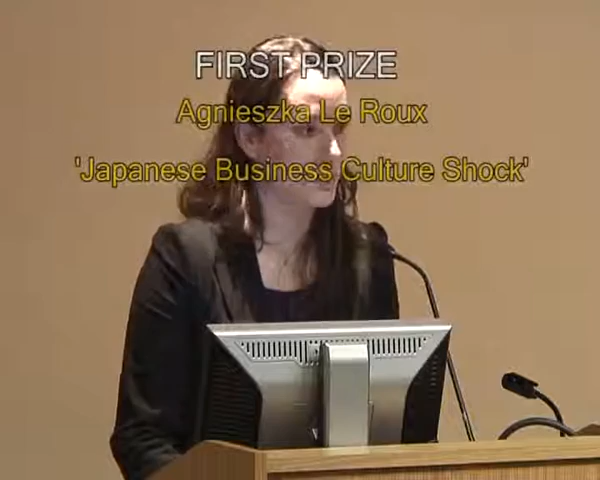 FIRST PRIZE
Agnieszka Le Roux
'Japanese Business Culture Shock'